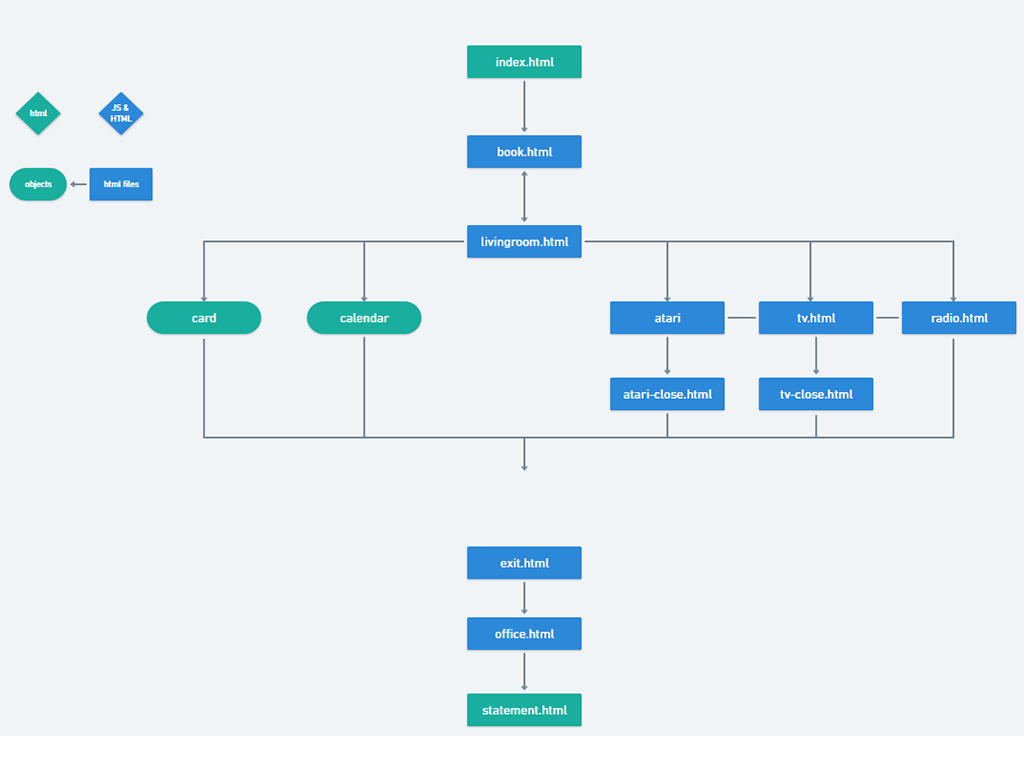 index.html
html
JS &
HTML
book.html
objects
html files
livingroom.html
card
calendar
atari
tv.html
radio.html
atari-close.html
tv-close.html
exit.html
office.html
statement.html